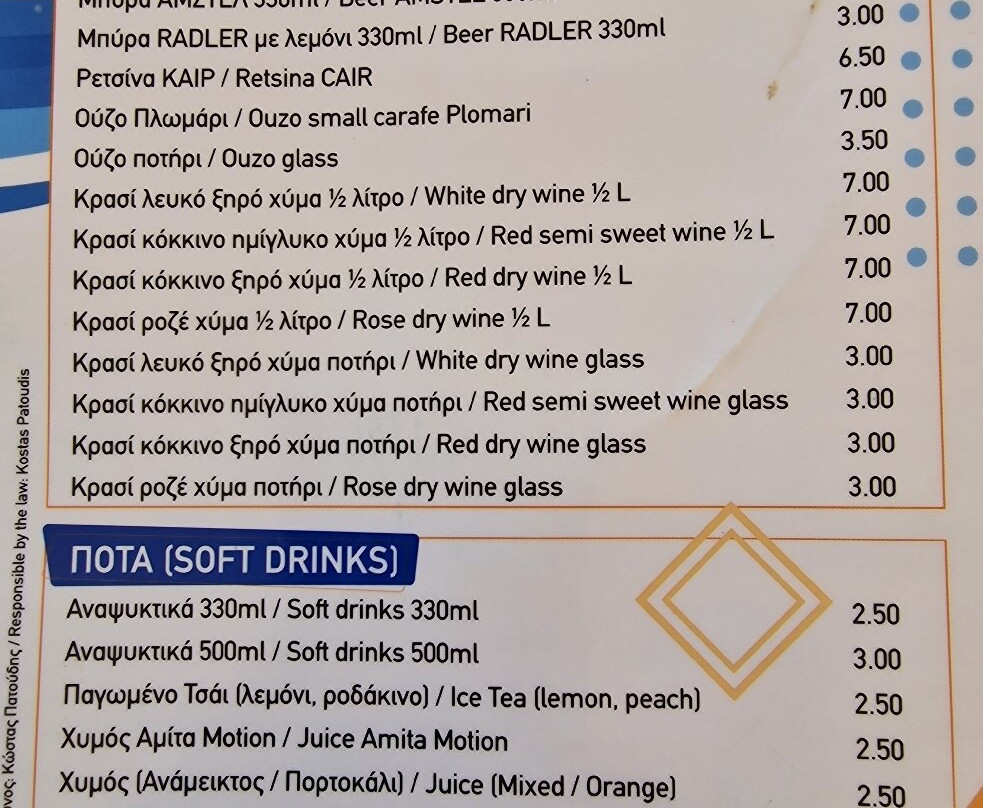 Μπύρα ΑΜΣΤΕΛ 330ml / Beer AMSTEL
Μπύρα RADLER με λεμόνι 330ml / Beer RADLER 330ml 3.00
Ρετσίνα ΚΑΙΡ / Retsina CAIR 6.50
Ούζο Πλωμάρι / Ouzo small carafe Plomari 7.00
Ούζο ποτήρι / Ouzo glass 3.50
Κρασί λευκό ξηρό χύμα ½ λίτρο / White dry wine ½ L 7.00
Κρασί κόκκινο ημίγλυκο χύμα ½ λίτρο / Red semi sweet wine ½ L 7.00
Κρασί κόκκινο ξηρό χύμα ½ λίτρο / Red dry wine ½ L 7.00
Κρασί ροζέ χύμα ½ λίτρο / Rose dry wine ½ L 7.00
Κρασί λευκό ξηρό χύμα ποτήρι / White dry wine glass 3.00
Κρασί κόκκινο ημίγλυκο χύμα ποτήρι / Red semi sweet wine glass 3.00
Κρασί κόκκινο ξηρό χύμα ποτήρι / Red dry wine glass 3.00
Κρασί ροζέ χύμα ποτήρι / Rose dry wine glass 3.00
ΠΟΤΑ (SOFT DRINKS)
Αναψυκτικά 330ml / Soft drinks 330ml 2.50
Αναψυκτικά 500ml / Soft drinks 500ml 3.00
Παγωμένο Τσάι (λεμόνι, ροδάκινο) / Ice Tea (lemon, peach) 2.50
Χυμός Αμίτα Motion / Juice Amita Motion 2.50
Χυμός (Ανάμεικτος / Πορτοκάλι) / Juice (Mixed / Orange) 2.50
Κώστας Πατούδης / Responsible by the law: Kostas Patoudis